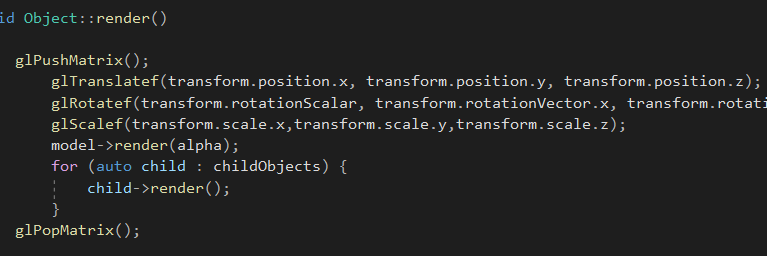 id Object::render()
glPushMatrix();
glTranslatef(transform.position.x, transform.position.y, transform.position.z);
glRotatef(transform.rotationScalar, transform.rotationVector.x, transform.rotati
glScalef(transform.scale.x,transform.scale.y,transform.scale.z);
model->render(alpha);
for (auto child : childObjects) {
child->render();
}
glPopMatrix();